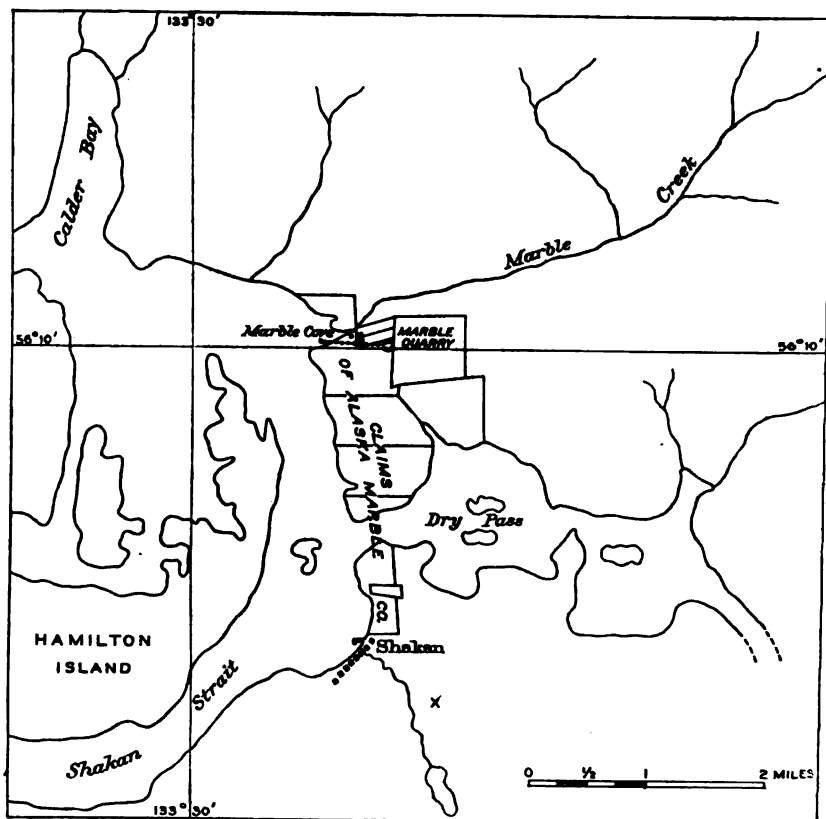 133°30'
Calder Bay
Creek
Marble
Marble Cove
MARBLE
QUARRY
56°10'
56°10'
CLAIMS
OF ALASKA MARBLE
CO.
Dry Pass
HAMILTON
ISLAND
Shakan
Strait
Shakan
X
0 ½ 1 2 MILES
133°30'